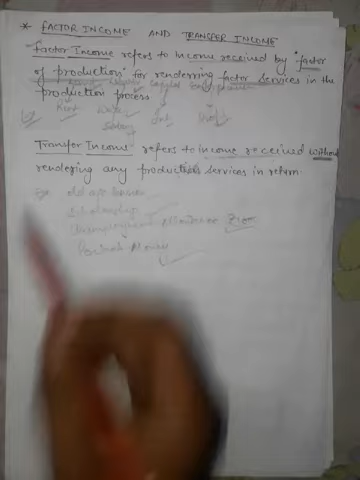 * FACTOR INCOME AND TRANSFER INCOME
Factor Income refers to income received by "factor
of production" for renderring factor services in the
production process
Rent Wages Int Profit
Salary
Transfer Income refers to income received without
rendering any productive services in return
old age
Scholarship
Unemployment allowance
Pocket Money